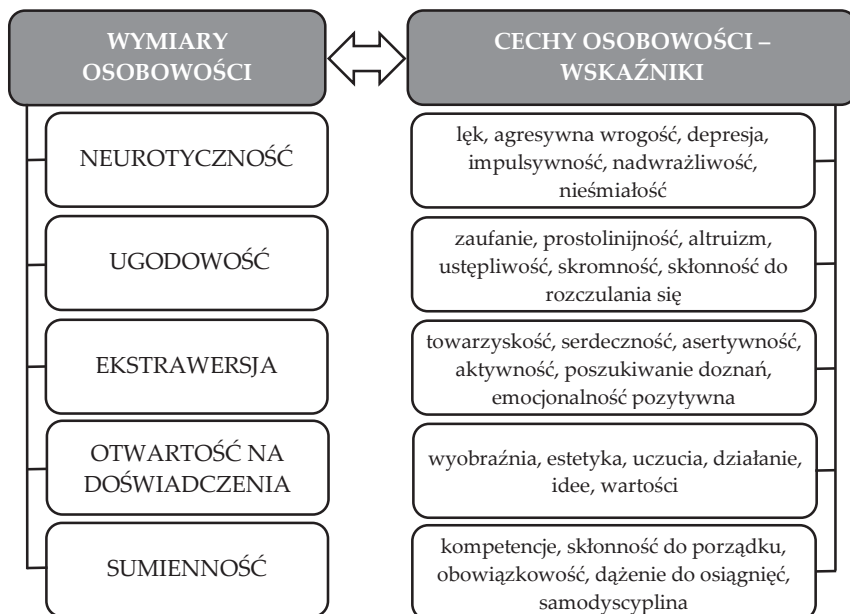 WYMIARY
OSOBOWOŚCI
CECHY OSOBOWOŚCI –
WSKAŹNIKI
NEUROTYCZNOŚĆ
lęk, agresywna wrogość, depresja,
impulsywność, nadwrażliwość,
nieśmiałość
UGODOWOŚĆ
zaufanie, prostolinijność, altruizm,
ustępliwość, skromność, skłonność do
rozczulania się
EKSTRAWERSJA
towarzyskość, serdeczność, asertywność,
aktywność, poszukiwanie doznań,
emocjonalność pozytywna
OTWARTOŚĆ NA
DOŚWIADCZENIA
wyobraźnia, estetyka, uczucia, działanie,
idee, wartości
SUMIENNOŚĆ
kompetencje, skłonność do porządku,
obowiązkowość, dążenie do osiągnięć,
samodyscyplina